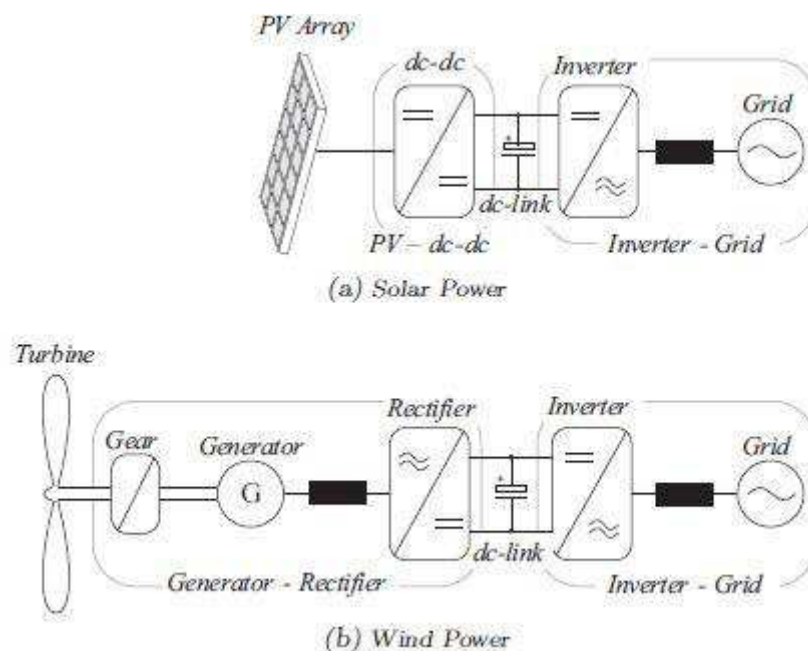 PV Array
dc-dc
Inverter
Grid
+
dc-link
PV - dc-dc
Inverter - Grid
(a) Solar Power
Turbine
Rectifier
Inverter
Gear
Generator
Grid
G
+
dc-link
Generator - Rectifier
Inverter - Grid
(b) Wind Power